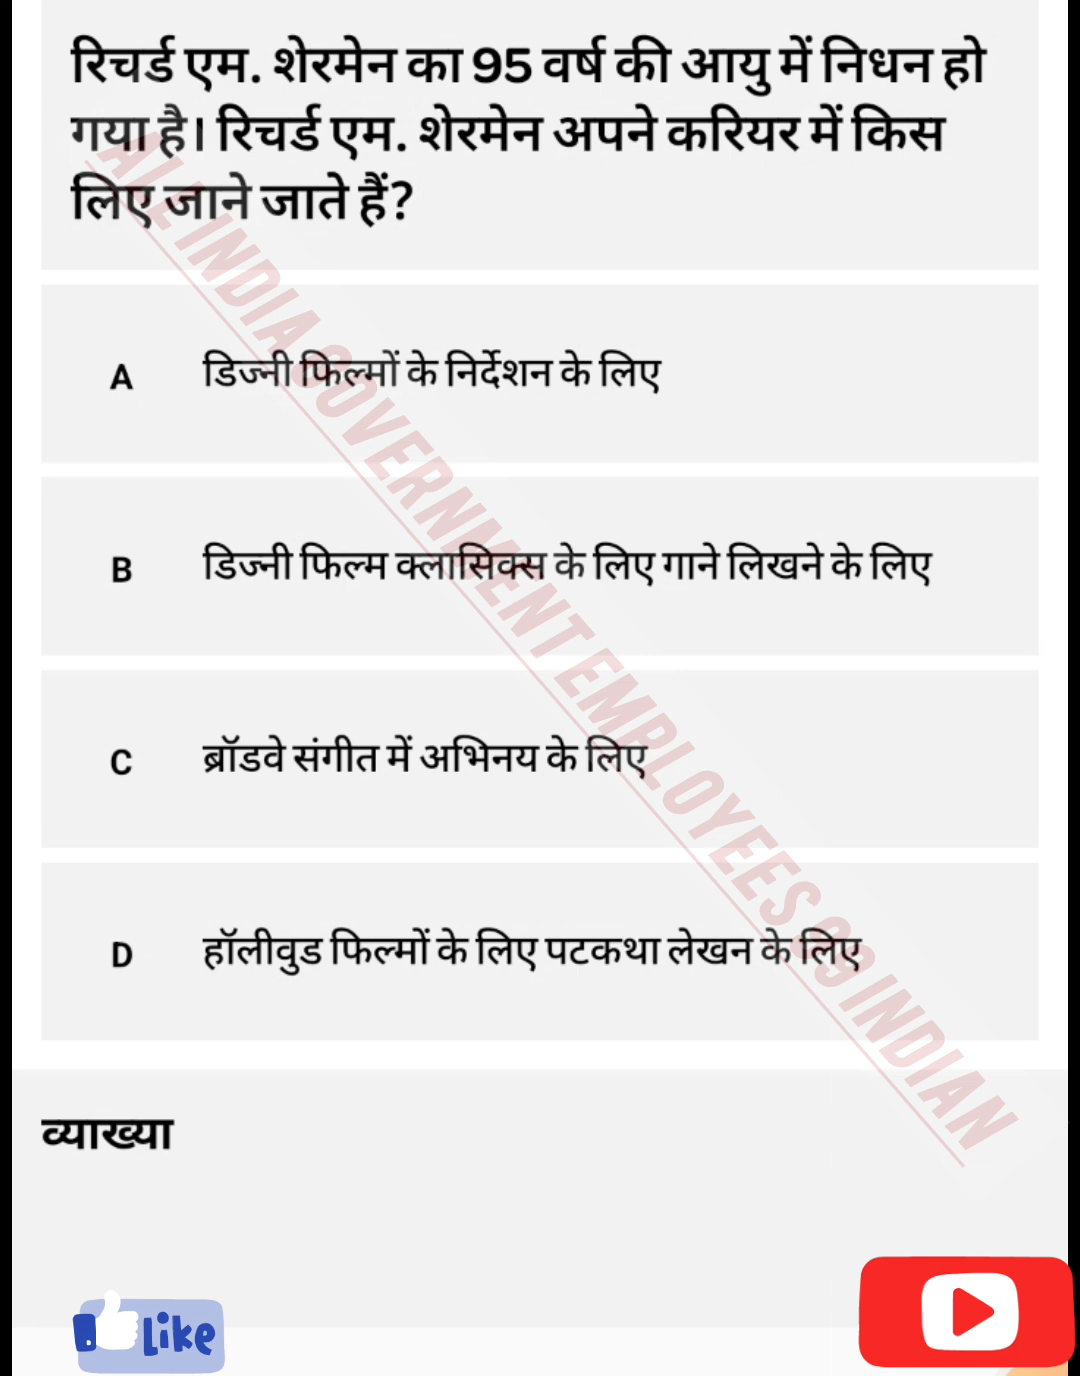 रिचर्ड एम. शेरमेन का 95 वर्ष की आयु में निधन हो
गया है। रिचर्ड एम. शेरमेन अपने करियर में किस
लिए जाने जाते हैं?
A डिज्नी फिल्मों के निर्देशन के लिए
B डिज्नी फिल्म क्लासिक्स के लिए गाने लिखने के लिए
C ब्रॉडवे संगीत में अभिनय के लिए
D हॉलीवुड फिल्मों के लिए पटकथा लेखन के लिए
व्याख्या
Like
ALL INDIA GOVERNMENT EMPLOYEES 09 INDIAN